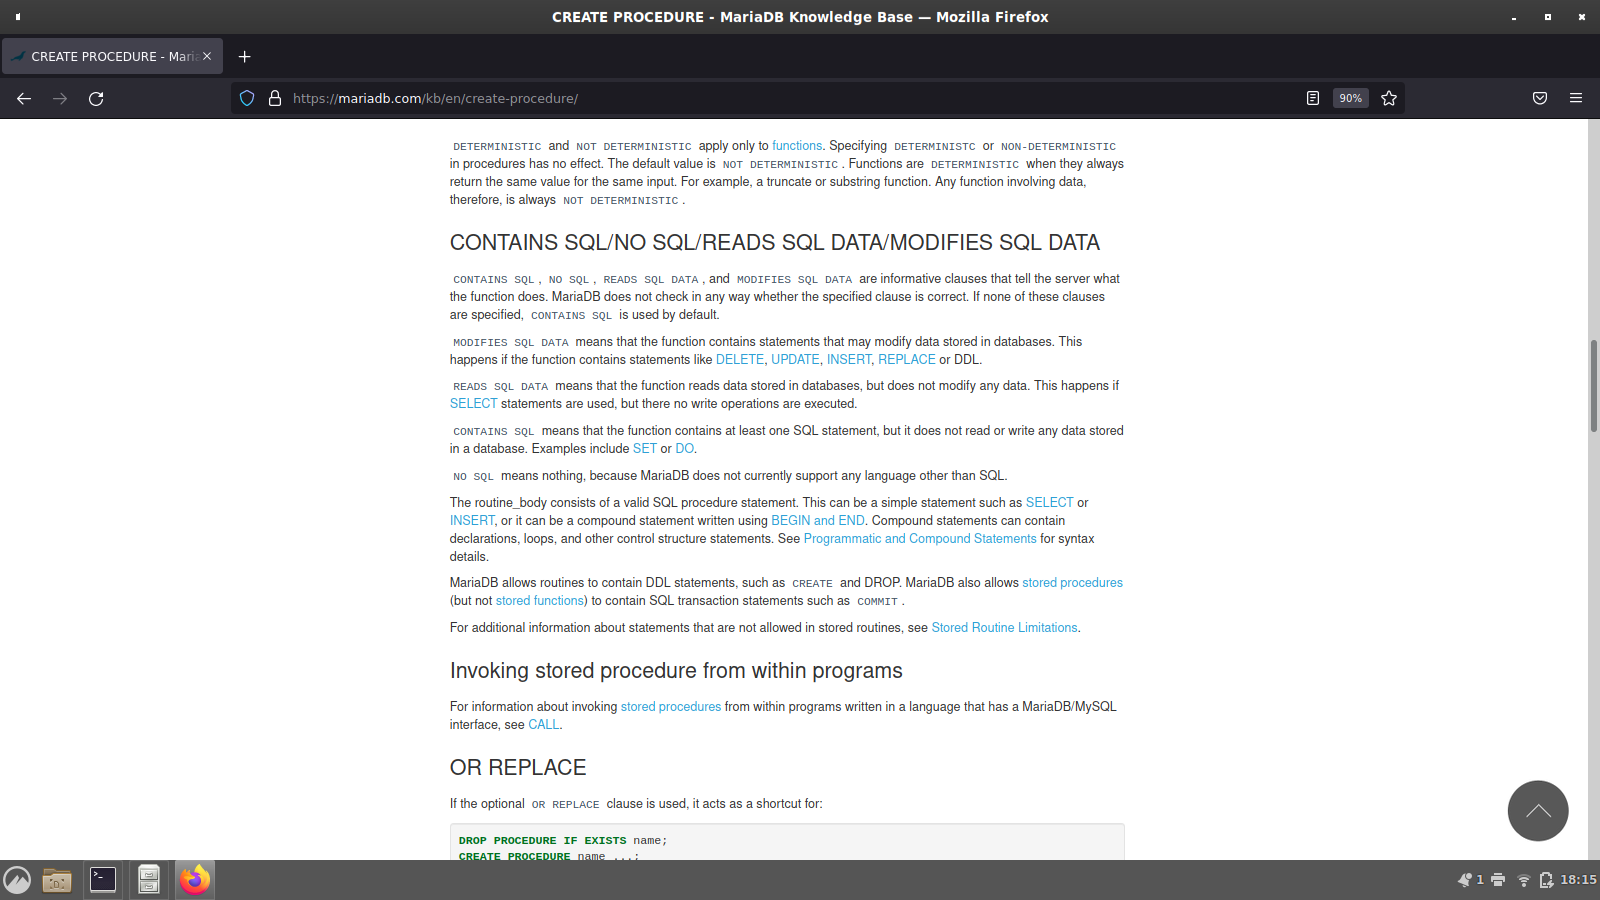 CREATE PROCEDURE - MariaDB Knowledge Base — Mozilla Firefox
CREATE PROCEDURE - Maria
https://mariadb.com/kb/en/create-procedure/
90%
DETERMINISTIC and NOT DETERMINISTIC apply only to functions. Specifying DETERMINISTC or NON-DETERMINISTIC
in procedures has no effect. The default value is NOT DETERMINISTIC. Functions are DETERMINISTIC when they always
return the same value for the same input. For example, a truncate or substring function. Any function involving data,
therefore, is always NOT DETERMINISTIC.
CONTAINS SQL/NO SQL/READS SQL DATA/MODIFIES SQL DATA
CONTAINS SQL, NO SQL, READS SQL DATA, and MODIFIES SQL DATA are informative clauses that tell the server what
the function does. MariaDB does not check in any way whether the specified clause is correct. If none of these clauses
are specified, CONTAINS SQL is used by default.
MODIFIES SQL DATA means that the function contains statements that may modify data stored in databases. This
happens if the function contains statements like DELETE, UPDATE, INSERT, REPLACE or DDL.
READS SQL DATA means that the function reads data stored in databases, but does not modify any data. This happens if
SELECT statements are used, but there no write operations are executed.
CONTAINS SQL means that the function contains at least one SQL statement, but it does not read or write any data stored
in a database. Examples include SET or DO.
NO SQL means nothing, because MariaDB does not currently support any language other than SQL.
The routine_body consists of a valid SQL procedure statement. This can be a simple statement such as SELECT or
INSERT, or it can be a compound statement written using BEGIN and END. Compound statements can contain
declarations, loops, and other control structure statements. See Programmatic and Compound Statements for syntax
details.
MariaDB allows routines to contain DDL statements, such as CREATE and DROP. MariaDB also allows stored procedures
(but not stored functions) to contain SQL transaction statements such as COMMIT.
For additional information about statements that are not allowed in stored routines, see Stored Routine Limitations.
Invoking stored procedure from within programs
For information about invoking stored procedures from within programs written in a language that has a MariaDB/MySQL
interface, see CALL.
OR REPLACE
If the optional OR REPLACE clause is used, it acts as a shortcut for:
DROP PROCEDURE IF EXISTS name;
CREATE PROCEDURE name ...;
1
18:15